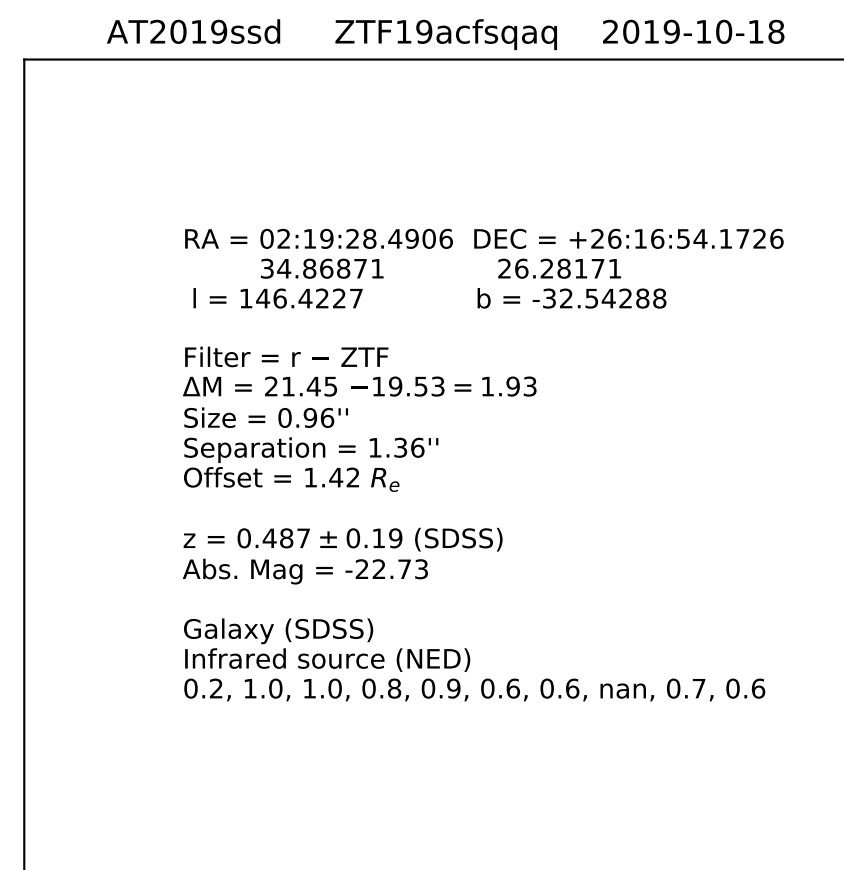 AT2019ssd ZTF19acfsqaq 2019-10-18
RA = 02:19:28.4906 DEC = +26:16:54.1726
34.86871 26.28171
l = 146.4227 b = -32.54288
Filter = r − ZTF
ΔM = 21.45 −19.53 = 1.93
Size = 0.96''
Separation = 1.36''
Offset = 1.42 Rₑ
z = 0.487 ± 0.19 (SDSS)
Abs. Mag = -22.73
Galaxy (SDSS)
Infrared source (NED)
0.2, 1.0, 1.0, 0.8, 0.9, 0.6, 0.6, nan, 0.7, 0.6